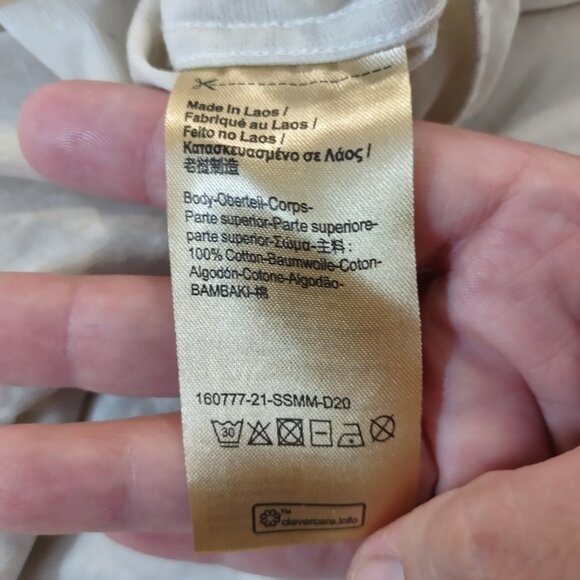 Made in Laos /
Fabriqué au Laos /
Feito no Laos /
Κατασκευασμένο σε Λάος /
老挝制造
Body-Oberteil-Corps-
Parte superior-Parte superiore-
parte superior-Σώμα-主料 :
100% Cotton-Baumwolle-Coton-
Algodón-Cotone-Algodão-
BAMBAKI-棉
160777-21-SSMM-D20
30
TM
clevercare.info